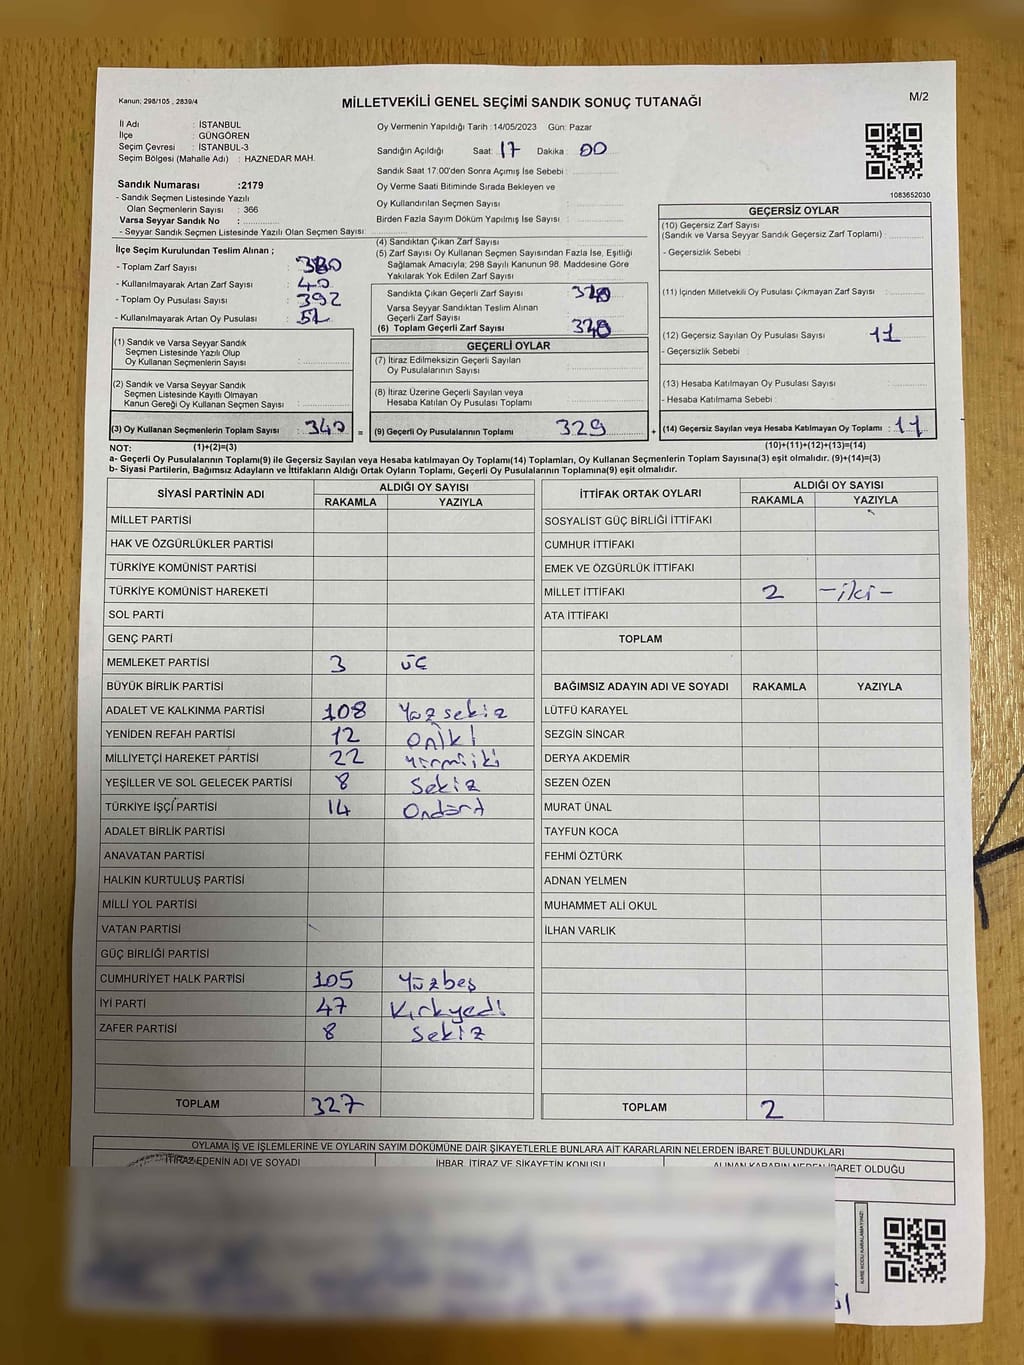 Kanun; 298/105 , 2839/4
MİLLETVEKİLİ GENEL SEÇİMİ SANDIK SONUÇ TUTANAĞI
M/2
İl Adı : İSTANBUL
İlçe : GÜNGÖREN
Seçim Çevresi : İSTANBUL-3
Seçim Bölgesi (Mahalle Adı) : HAZNEDAR MAH.
Sandık Numarası :2179
- Sandık Seçmen Listesinde Yazılı
Olan Seçmenlerin Sayısı : 366
Varsa Seyyar Sandık No :
- Seyyar Sandık Seçmen Listesinde Yazılı Olan Seçmen Sayısı:
Oy Vermenin Yapıldığı Tarih :14/05/2023 Gün: Pazar
Sandığın Açıldığı Saat: 17 Dakika : 00
Sandık Saat 17:00'den Sonra Açımış İse Sebebi :
Oy Verme Saati Bitiminde Sırada Bekleyen ve
Oy Kullandırılan Seçmen Sayısı :
Birden Fazla Sayım Döküm Yapılmış İse Sayısı :
1083652030
İlçe Seçim Kurulundan Teslim Alınan ;
- Toplam Zarf Sayısı : 380
- Kullanılmayarak Artan Zarf Sayısı : 40
- Toplam Oy Pusulası Sayısı : 392
- Kullanılmayarak Artan Oy Pusulası : 52
(1) Sandık ve Varsa Seyyar Sandık
Seçmen Listesinde Yazılı Olup
Oy Kullanan Seçmenlerin Sayısı :
(2) Sandık ve Varsa Seyyar Sandık
Seçmen Listesinde Kayıtlı Olmayan
Kanun Gereği Oy Kullanan Seçmen Sayısı :
(3) Oy Kullanan Seçmenlerin Toplam Sayısı : 340 =
(4) Sandıktan Çıkan Zarf Sayısı :
(5) Zarf Sayısı Oy Kullanan Seçmen Sayısından Fazla İse, Eşitliği
Sağlamak Amacıyla; 298 Sayılı Kanunun 98. Maddesine Göre
Yakılarak Yok Edilen Zarf Sayısı :
Sandıkta Çıkan Geçerli Zarf Sayısı : 340
Varsa Seyyar Sandıktan Teslim Alınan
Geçerli Zarf Sayısı :
(6) Toplam Geçerli Zarf Sayısı : 340
GEÇERLİ OYLAR
(7) İtiraz Edilmeksizin Geçerli Sayılan
Oy Pusulalarının Sayısı :
(8) İtiraz Üzerine Geçerli Sayılan veya
Hesaba Katılan Oy Pusulası Toplamı :
(9) Geçerli Oy Pusulalarının Toplamı : 329 +
GEÇERSİZ OYLAR
(10) Geçersiz Zarf Sayısı
(Sandık ve Varsa Seyyar Sandık Geçersiz Zarf Toplamı) :
- Geçersizlik Sebebi :
(11) İçinden Milletvekili Oy Pusulası Çıkmayan Zarf Sayısı :
(12) Geçersiz Sayılan Oy Pusulası Sayısı : 11
- Geçersizlik Sebebi :
(13) Hesaba Katılmayan Oy Pusulası Sayısı :
- Hesaba Katılmama Sebebi :
(14) Geçersiz Sayılan veya Hesaba Katılmayan Oy Toplamı : 11
NOT: (1)+(2)=(3)
(10)+(11)+(12)+(13)=(14)
a- Geçerli Oy Pusulasının Toplamı(9) ile Geçersiz Sayılan veya Hesaba katılmayan Oy Toplamı(14) Toplamları, Oy Kullanan Seçmenlerin Toplam Sayısına(3) eşit olmalıdır. (9)+(14)=(3)
b- Siyasi Partilerin, Bağımsız Adayların ve İttifakların Aldığı Ortak Oyların Toplamı, Geçerli Oy Pusulalarının Toplamına(9) eşit olmalıdır.
SİYASİ PARTİNİN ADI ALDIĞI OY SAYISI
RAKAMLA YAZIYLA
MİLLET PARTİSİ
HAK VE ÖZGÜRLÜKLER PARTİSİ
TÜRKİYE KOMÜNİST PARTİSİ
TÜRKİYE KOMÜNİST HAREKETİ
SOL PARTİ
GENÇ PARTİ
MEMLEKET PARTİSİ 3 üç
BÜYÜK BİRLİK PARTİSİ
ADALET VE KALKINMA PARTİSİ 108 Yüzsekiz
YENİDEN REFAH PARTİSİ 12 Oniki
MİLLİYETÇİ HAREKET PARTİSİ 22 yirmiiki
YEŞİLLER VE SOL GELECEK PARTİSİ 8 Sekiz
TÜRKİYE İŞÇİ PARTİSİ 14 Ondört
ADALET BİRLİK PARTİSİ
ANAVATAN PARTİSİ
HALKIN KURTULUŞ PARTİSİ
MİLLİ YOL PARTİSİ
VATAN PARTİSİ
GÜÇ BİRLİĞİ PARTİSİ
CUMHURİYET HALK PARTİSİ 105 Yüzbeş
İYİ PARTİ 47 Kırkyedi
ZAFER PARTİSİ 8 Sekiz
TOPLAM 327
İTTİFAK ORTAK OYLARI ALDIĞI OY SAYISI
RAKAMLA YAZIYLA
SOSYALİST GÜÇ BİRLİĞİ İTTİFAKI
CUMHUR İTTİFAKI
EMEK VE ÖZGÜRLÜK İTTİFAKI
MİLLET İTTİFAKI 2 -iki-
ATA İTTİFAKI
TOPLAM
BAĞIMSIZ ADAYIN ADI VE SOYADI RAKAMLA YAZIYLA
LÜTFÜ KARAYEL
SEZGİN SİNCAR
DERYA AKDEMİR
SEZEN ÖZEN
MURAT ÜNAL
TAYFUN KOCA
FEHMİ ÖZTÜRK
ADNAN YELMEN
MUHAMMET ALİ OKUL
İLHAN VARLIK
TOPLAM 2
OYLAMA İŞ VE İŞLEMLERİNE VE OYLARIN SAYIM DÖKÜMÜNE DAİR ŞİKAYETLERLE BUNLARA AİT KARARLARIN NELERDEN İBARET BULUNDUKLARI
İTİRAZ EDENİN ADI VE SOYADI
İHBAR, İTİRAZ VE ŞİKAYETİN KONUSU
ALINAN KARARIN NEDEN İBARET OLDUĞU
KARE KODU KARALAMAYINIZ!